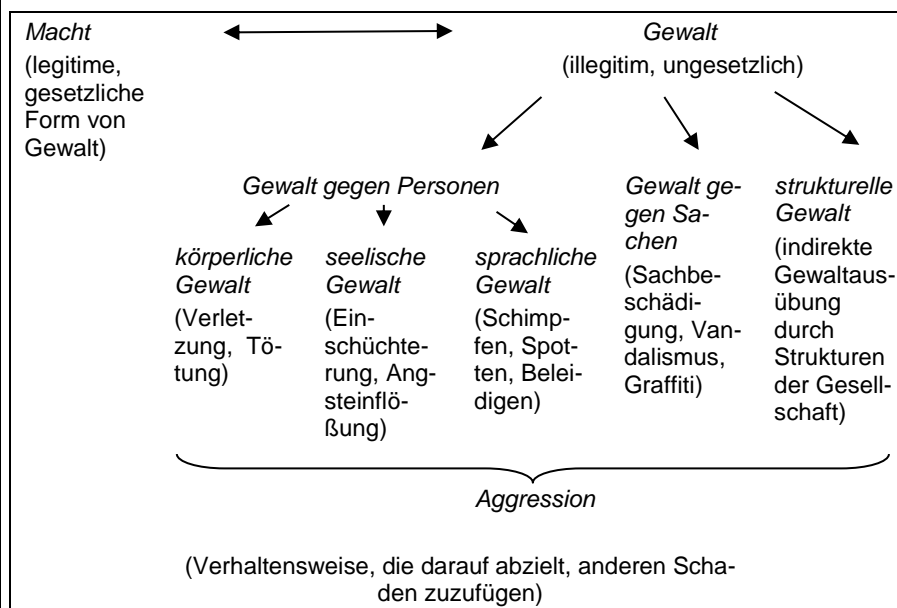 Macht
(legitime,
gesetzliche
Form von
Gewalt)
Gewalt
(illegitim, ungesetzlich)
Gewalt gegen Personen
körperliche
Gewalt
(Verlet-
zung, Tö-
tung)
seelische
Gewalt
(Ein-
schüchte-
rung, Ang-
steinflö-
ßung)
sprachliche
Gewalt
(Schimp-
fen, Spot-
ten, Belei-
digen)
Gewalt ge-
gen Sa-
chen
(Sachbe-
schädi-
gung, Van-
dalismus,
Graffiti)
strukturelle
Gewalt
(indirekte
Gewaltaus-
übung
durch
Strukturen
der Gesell-
schaft)
Aggression
(Verhaltensweise, die darauf abzielt, anderen Scha-
den zuzufügen)